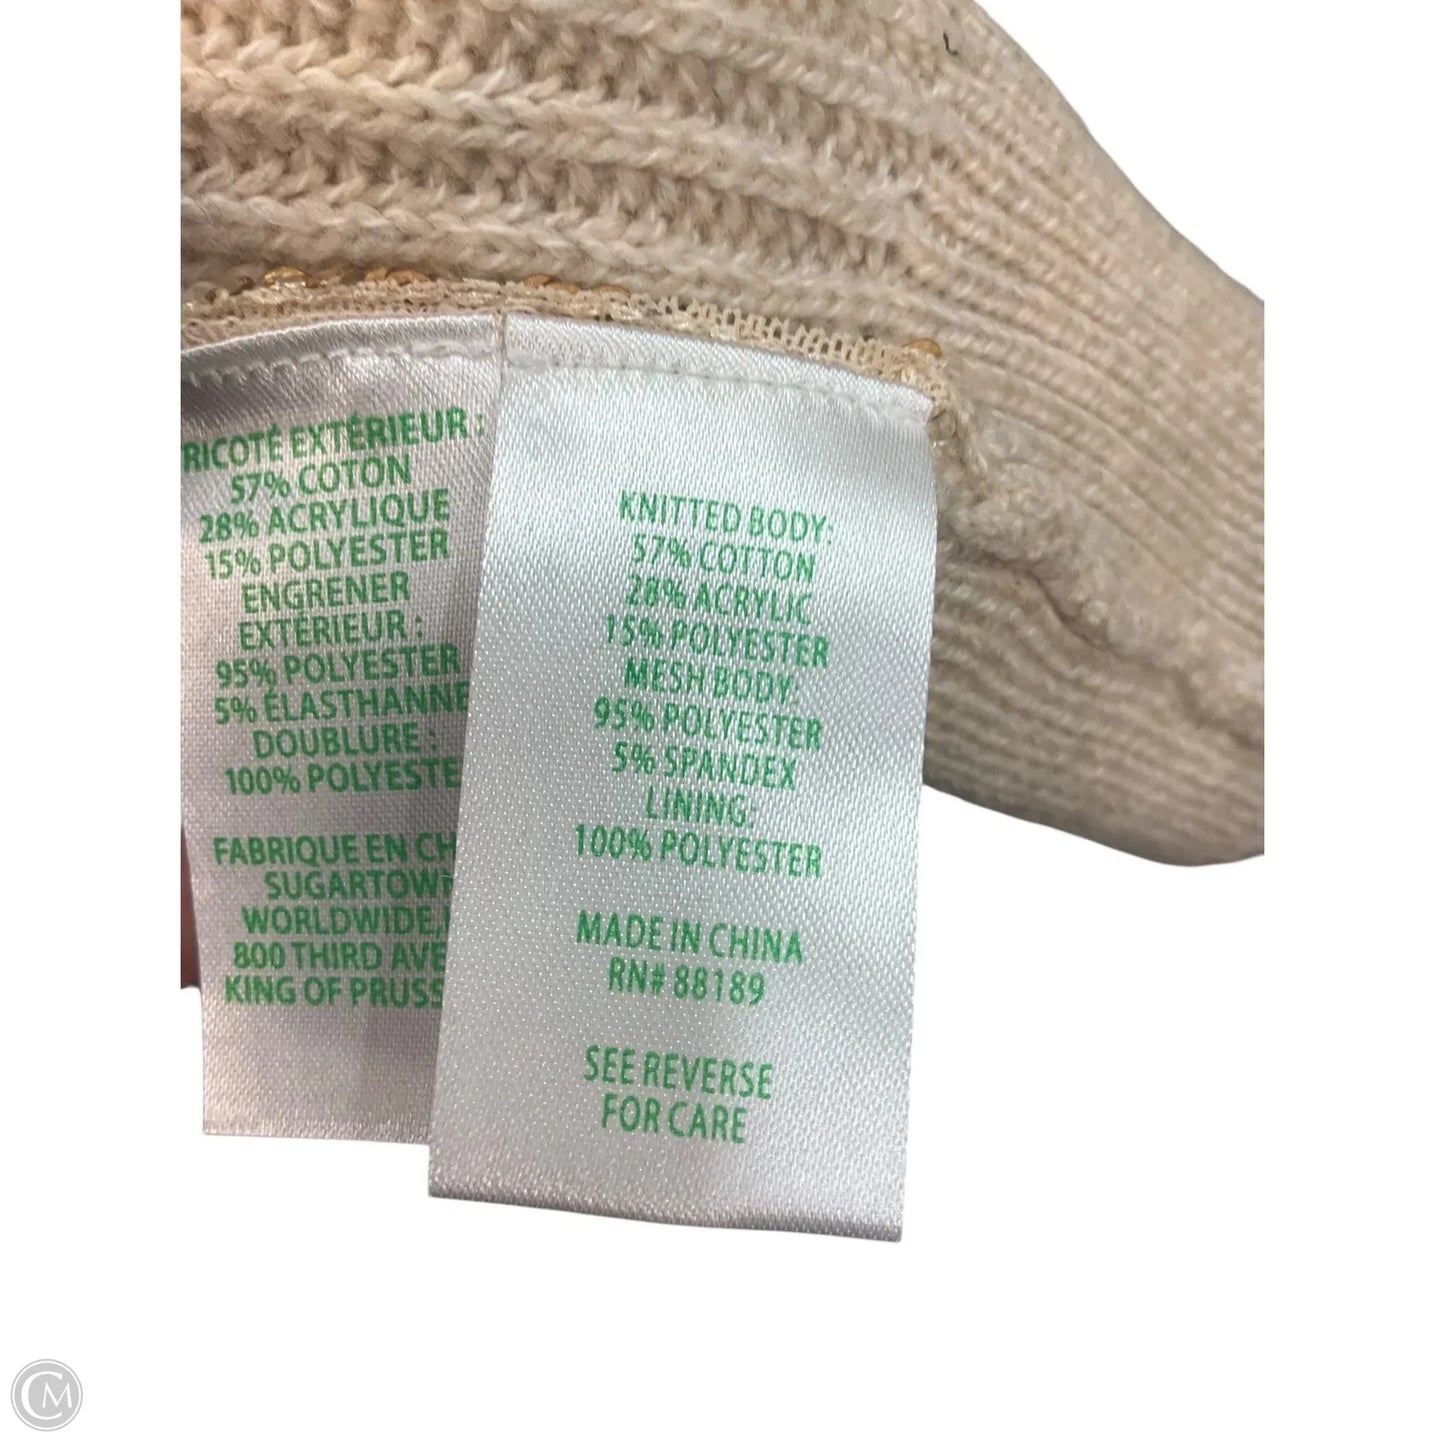 RICOTÉ EXTÉRIEUR :
57% COTON
28% ACRYLIQUE
15% POLYESTER
ENGRENER
EXTÉRIEUR :
95% POLYESTER
5% ÉLASTHANNE
DOUBLURE :
100% POLYESTE
FABRIQUE EN CH
SUGARTOWN
WORLDWIDE,
800 THIRD AVE
KING OF PRUSS
KNITTED BODY:
57% COTTON
28% ACRYLIC
15% POLYESTER
MESH BODY:
95% POLYESTER
5% SPANDEX
LINING:
100% POLYESTER
MADE IN CHINA
RN# 88189
SEE REVERSE
FOR CARE
CM